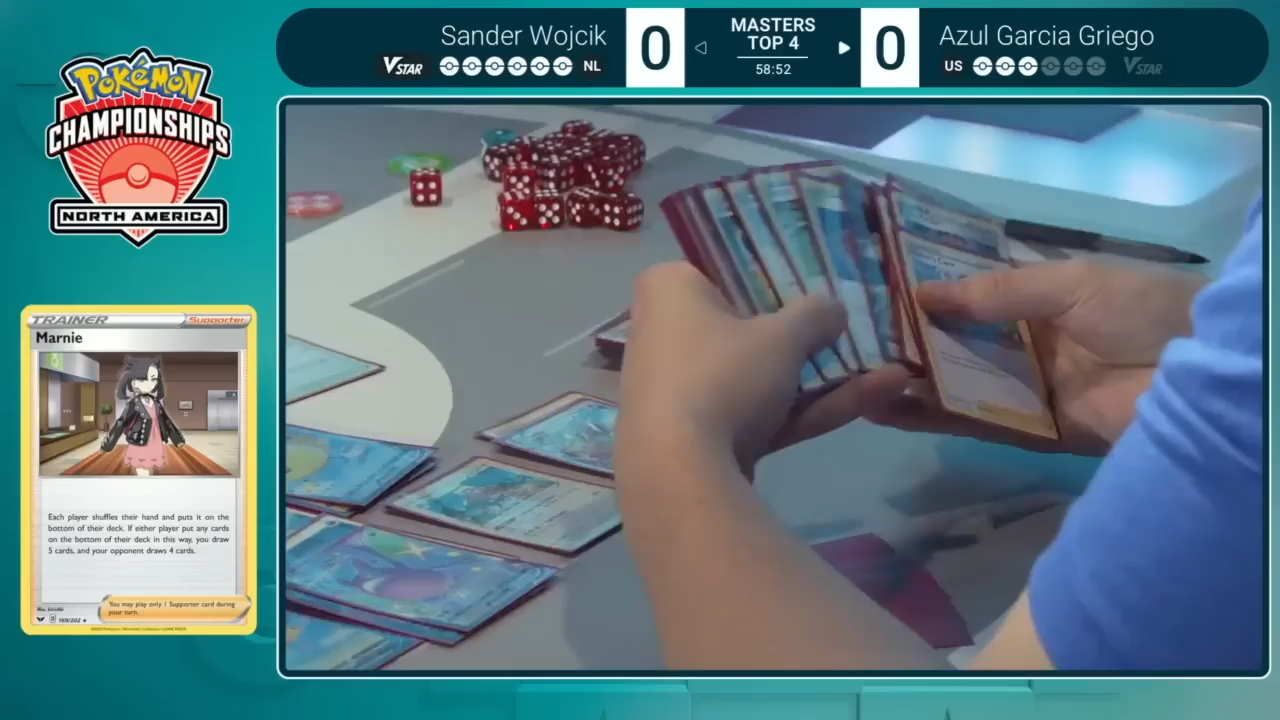 Sander Wojcik
VSTAR
NL
0
MASTERS
TOP 4
58:52
0
Azul Garcia Griego
US
VSTAR
Pokémon
CHAMPIONSHIPS
NORTH AMERICA
TRAINER
Supporter
Marnie
Each player shuffles their hand and puts it on the
bottom of their deck. If either player put any cards
on the bottom of their deck in this way, you draw
5 cards, and your opponent draws 4 cards.
You may play only 1 Supporter card during
your turn.
169/202